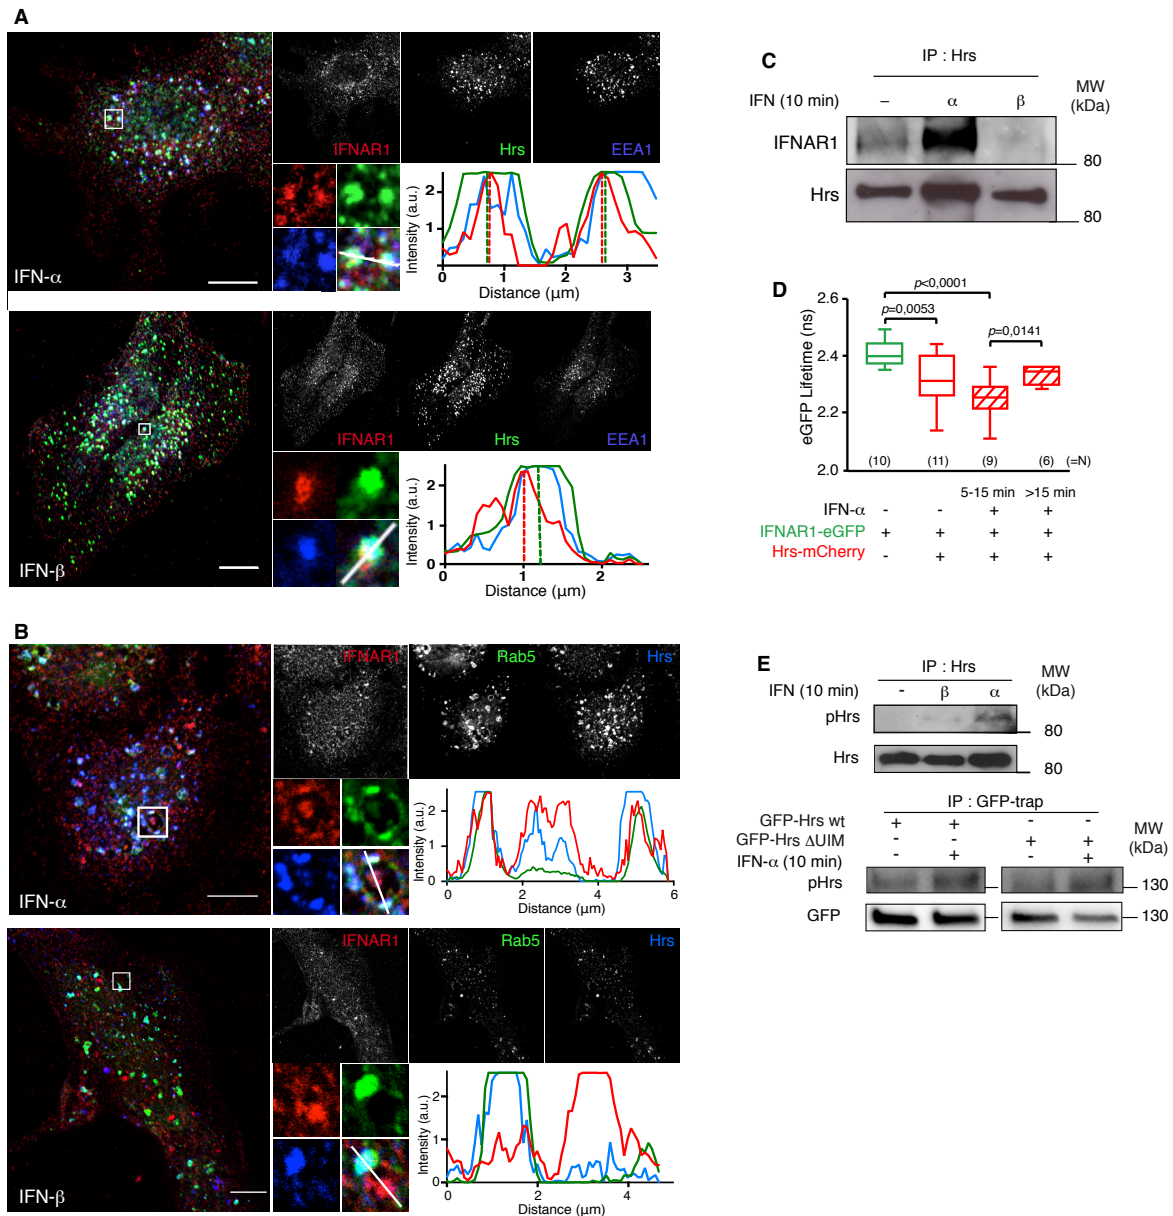 A
IFNAR1
Hrs
EEA1
IFN-α
Intensity (a.u.)
2
1
0 1 2 3
Distance (µm)
IFNAR1
Hrs
EEA1
IFN-β
Intensity (a.u.)
2
1
0
0 1 2
Distance (µm)
B
IFNAR1
Rab5
Hrs
IFN-α
Intensity (a.u.)
2
1
0
0 2 4 6
Distance (µm)
IFNAR1
Rab5
Hrs
IFN-β
Intensity (a.u.)
2
1
0
0 2 4
Distance (µm)
C
IP : Hrs
MW
(kDa)
IFN (10 min) – α β
IFNAR1
80
Hrs
80
D
p<0,0001
p=0,0053
p=0,0141
eGFP Lifetime (ns)
2.6
2.4
2.2
2.0
(10) (11) (9) (6) (=N)
5-15 min >15 min
IFN-α - - + +
IFNAR1-eGFP + + + +
Hrs-mCherry - + + +
E
IP : Hrs
MW
(kDa)
IFN (10 min) - β α
pHrs
80
Hrs
80
IP : GFP-trap
MW
(kDa)
GFP-Hrs wt + + - -
GFP-Hrs ΔUIM - - + +
IFN-α (10 min) - + - +
pHrs
130
GFP
130